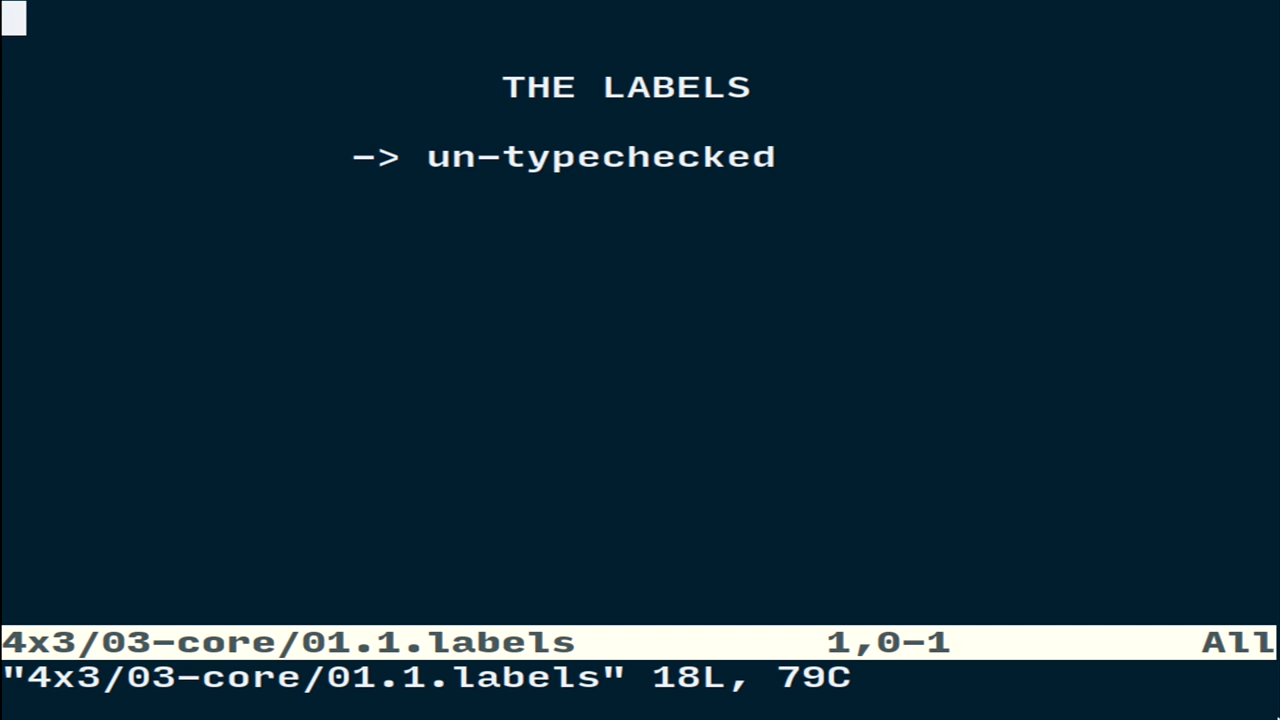 THE LABELS
-> un-typechecked
4x3/03-core/01.1.labels 1,0-1 All
"4x3/03-core/01.1.labels" 18L, 79C